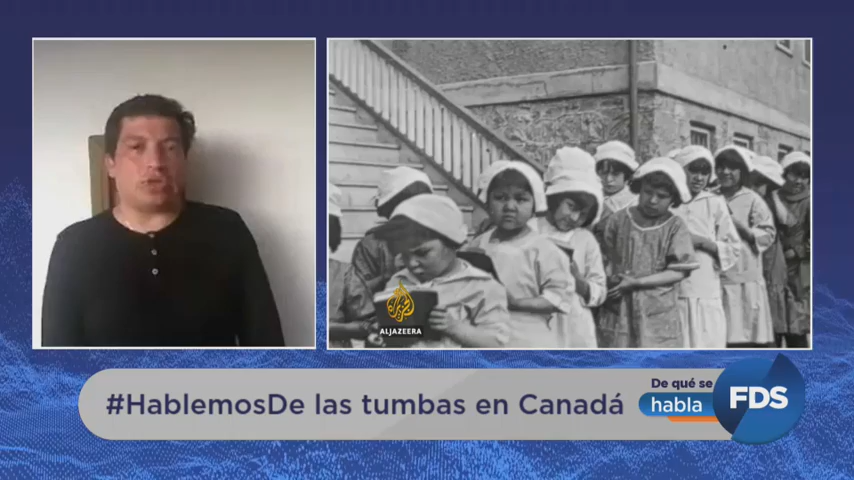 ALJAZEERA
#HablemosDe las tumbas en Canadá
De qué se
habla
FDS